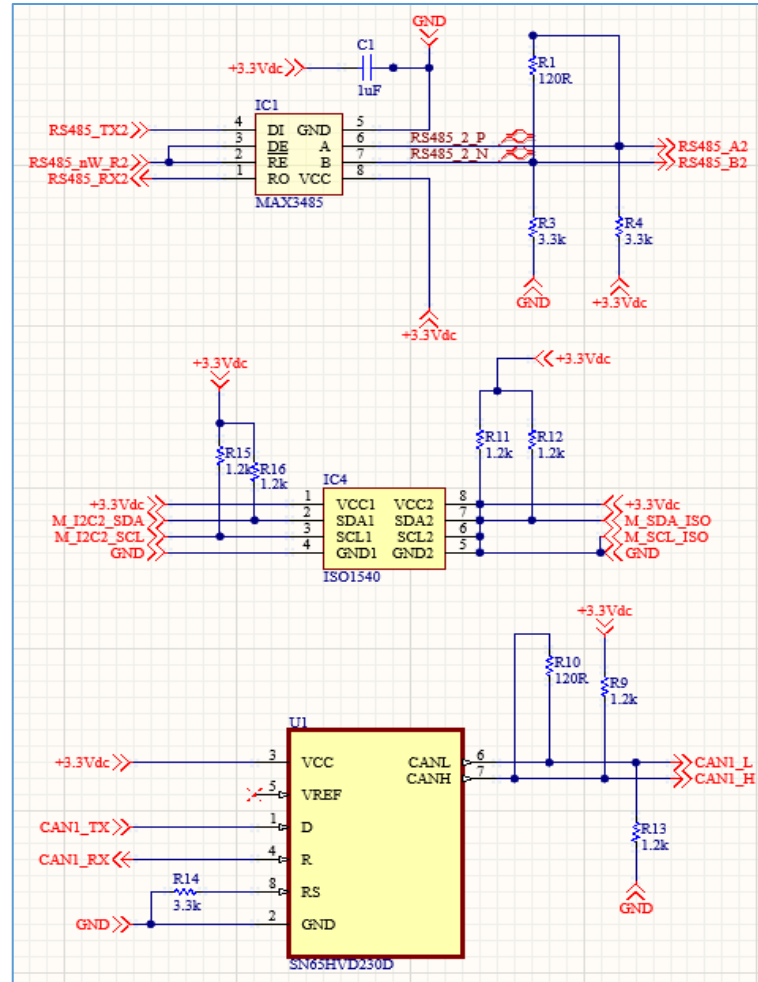 GND
C1
+3.3Vdc
1uF
R1
120R
IC1
RS485_TX2 4 DI GND 5
3 DE A 6 RS485_2_P RS485_A2
RS485_nW_R2 2 RE B 7 RS485_2_N RS485_B2
RS485_RX2 1 RO VCC 8
MAX3485
R3
3.3k
R4
3.3k
GND
+3.3Vdc
+3.3Vdc
+3.3Vdc
+3.3Vdc
R15
1.2k
R16
1.2k
R11
1.2k
R12
1.2k
IC4
+3.3Vdc 1 VCC1 VCC2 8 +3.3Vdc
M_I2C2_SDA 2 SDA1 SDA2 7 M_SDA_ISO
M_I2C2_SCL 3 SCL1 SCL2 6 M_SCL_ISO
GND 4 GND1 GND2 5 GND
ISO1540
+3.3Vdc
R10
120R
R9
1.2k
U1
+3.3Vdc 3 VCC CANL 6 CAN1_L
CANH 7 CAN1_H
5 VREF
CAN1_TX 1 D
CAN1_RX 4 R
R13
1.2k
R14
3.3k
8 RS
GND 2 GND
GND
SN65HVD230D